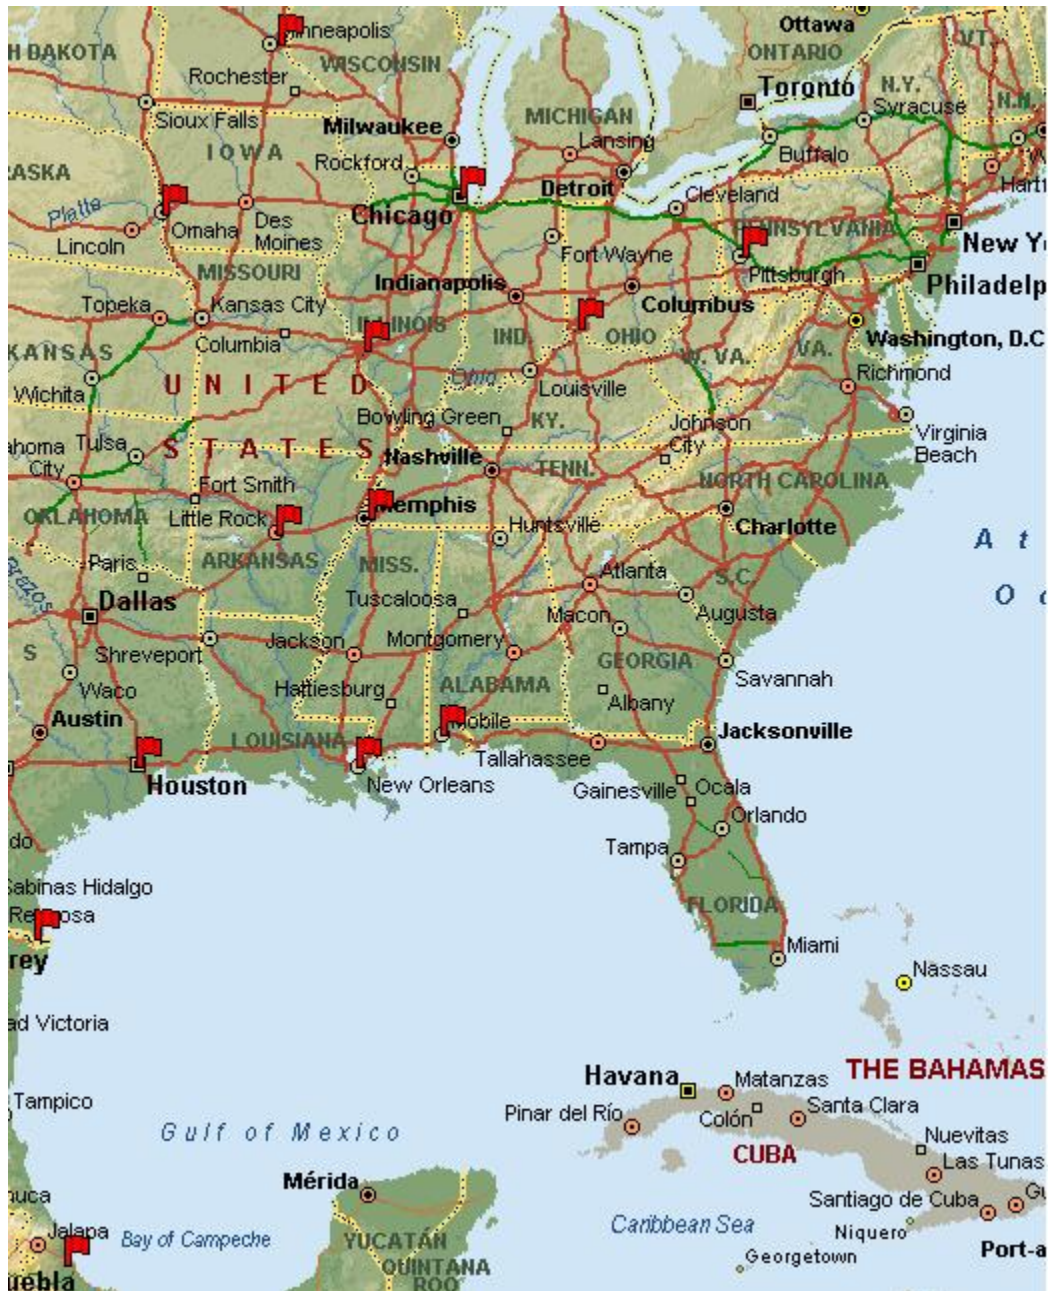 Ottawa
Minneapolis
H DAKOTA
WISCONSIN
ONTARIO
VT.
Rochester
Toronto
N.Y.
N.N.
Sioux Falls
Milwaukee
MICHIGAN
Syracuse
IOWA
Rockford
Lansing
Buffalo
RASKA
Detroit
Cleveland
Hart
Platte
Omaha
Des
Moines
Chicago
PENNSYLVANIA
Lincoln
Fort Wayne
New Y
MISSOURI
Indianapolis
Pittsburgh
Philadelp
Topeka
Kansas City
Columbus
Columbia
ILLINOIS
IND.
OHIO
Washington, D.C
KANSAS
W. VA.
VA.
Wichita
UNITED
Ohio
Louisville
Richmond
Bowling Green
KY.
Johnson
City
Virginia
Beach
ahoma
City
Tulsa
STATES
Nashville
TENN.
Fort Smith
NORTH CAROLINA
OKLAHOMA
Little Rock
Memphis
Huntsville
Charlotte
A t
Paris
ARKANSAS
MISS.
Atlanta
S.C.
Brazos
Dallas
Tuscaloosa
Macon
Augusta
O c
S
Shreveport
Jackson
Montgomery
GEORGIA
Savannah
Waco
Hattiesburg
ALABAMA
Albany
Austin
LOUISIANA
Mobile
Jacksonville
Tallahassee
Houston
New Orleans
Gainesville
Ocala
Orlando
do
Tampa
Sabinas Hidalgo
FLORIDA
Reynosa
Miami
rey
Nassau
ad Victoria
THE BAHAMAS
Havana
Matanzas
Tampico
Pinar del Río
Colón
Santa Clara
Gulf of Mexico
CUBA
Nuevitas
Las Tunas
Mérida
nuca
Santiago de Cuba
Gu
Jalapa
Bay of Campeche
YUCATÁN
Caribbean Sea
Niquero
Port-a
QUINTANA
ROO
Georgetown
uebla